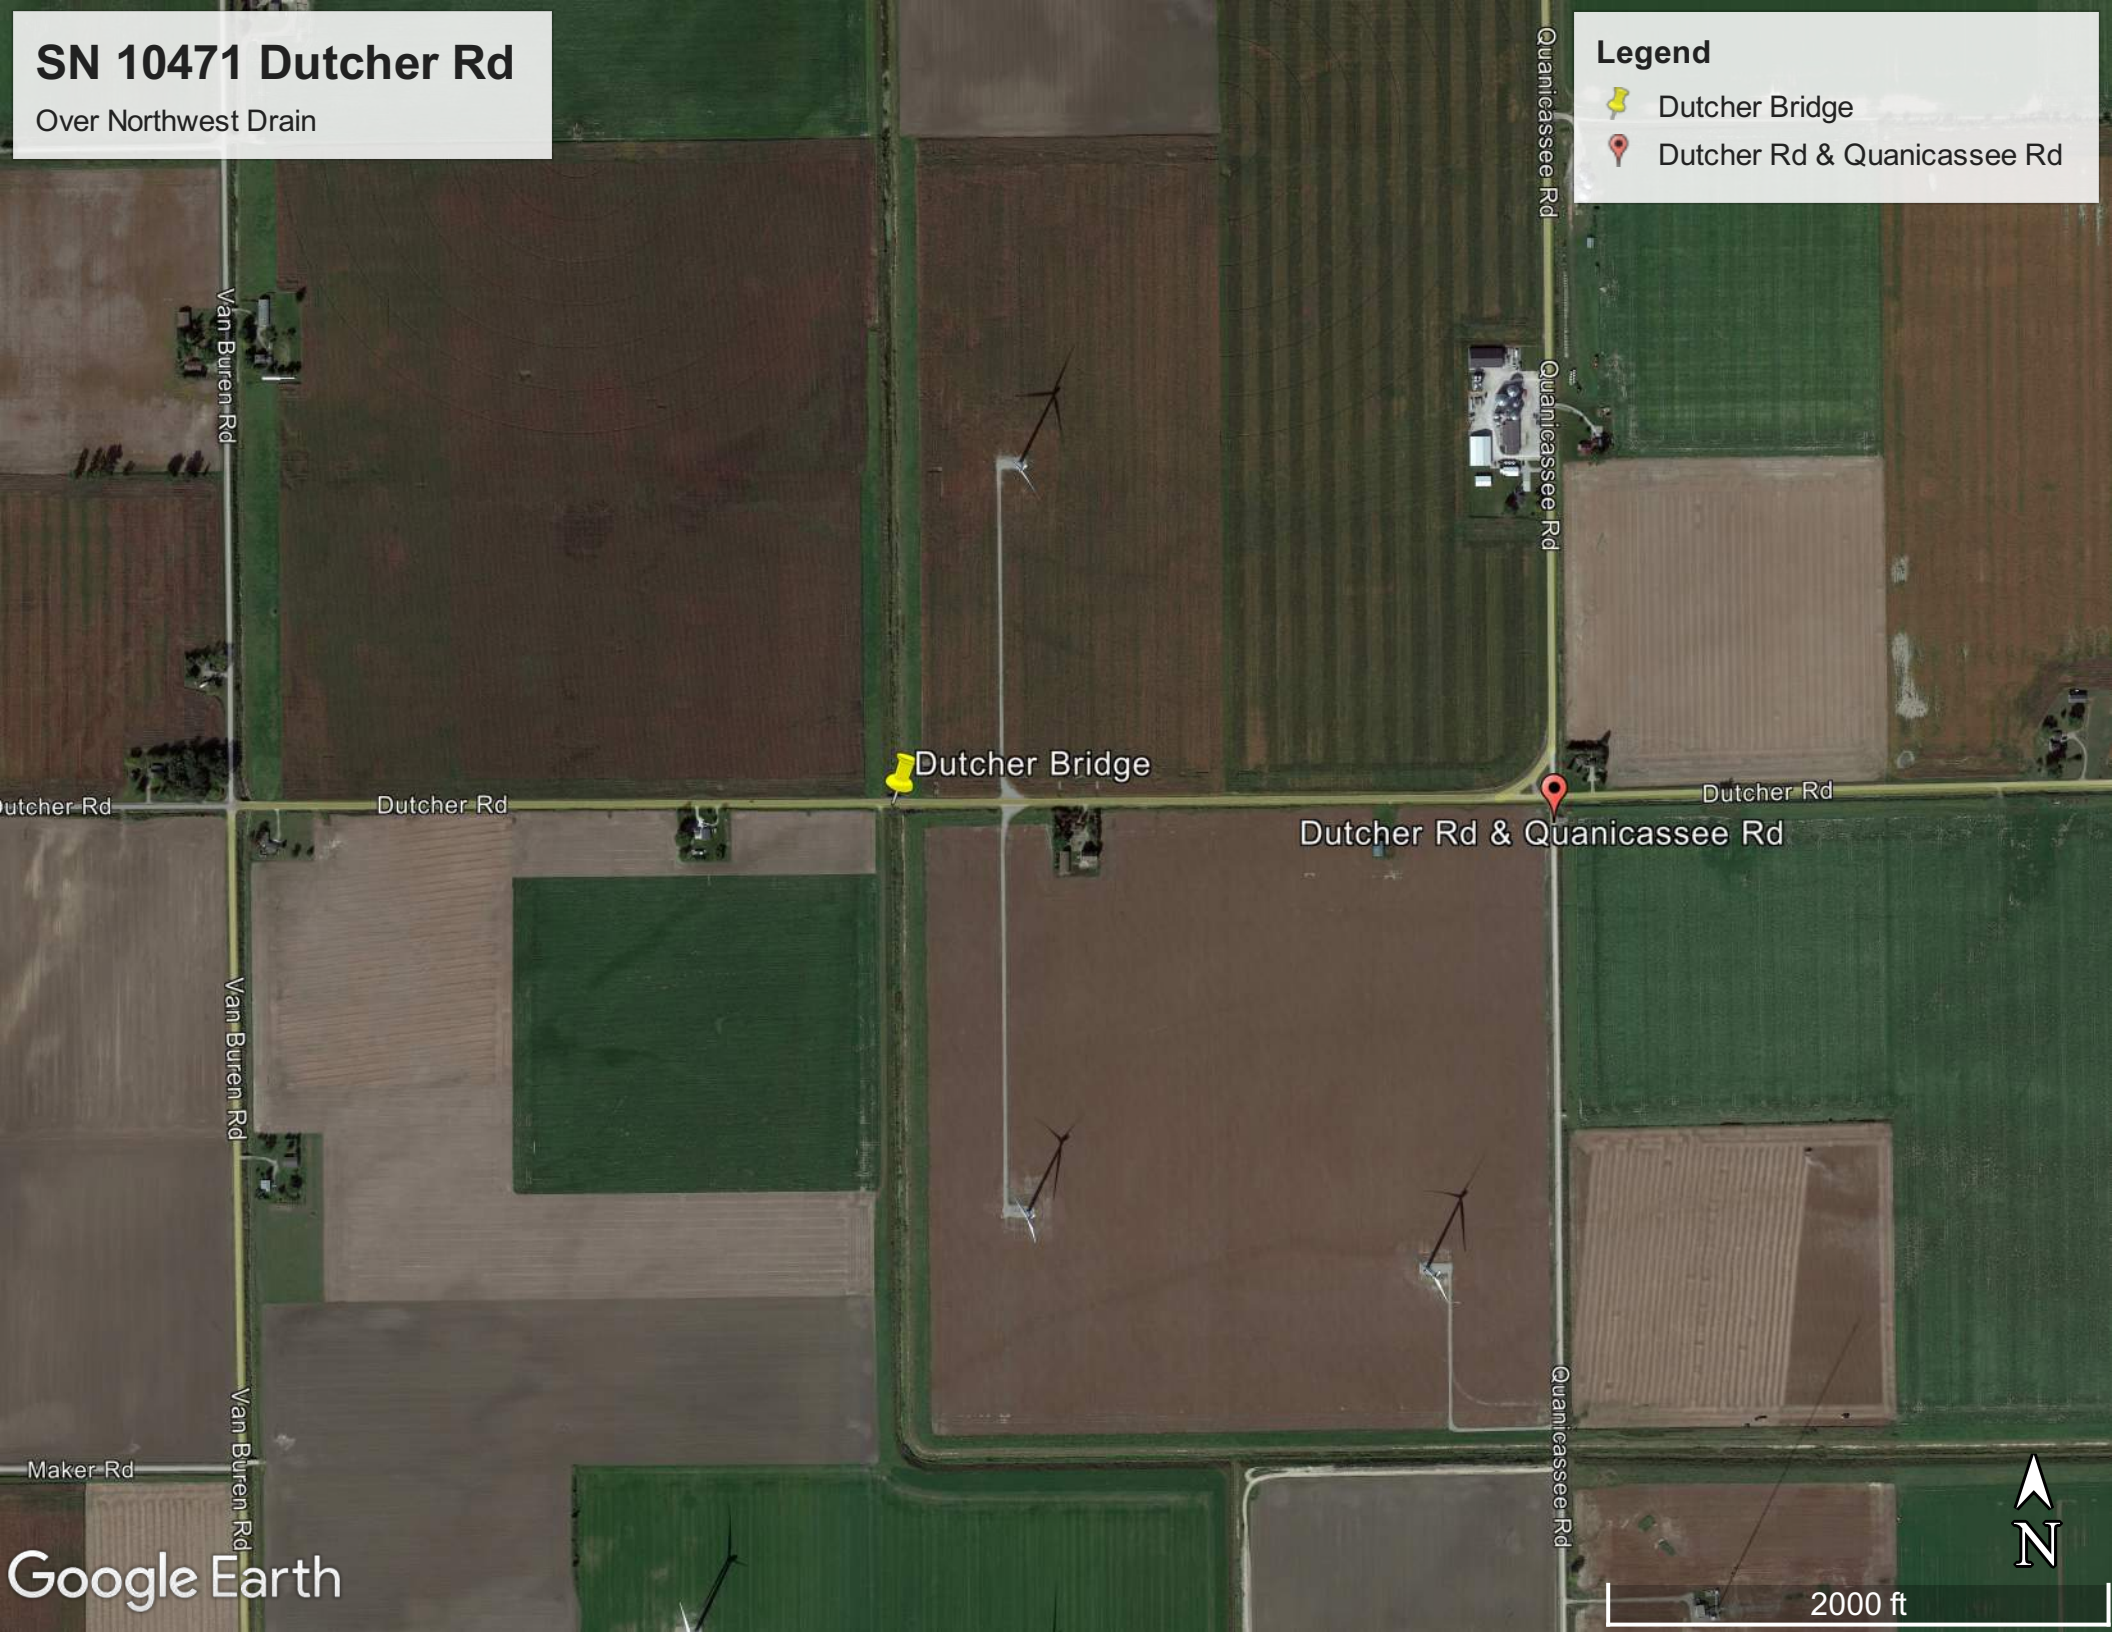 SN 10471 Dutcher Rd
Over Northwest Drain
Legend
Dutcher Bridge
Dutcher Rd & Quanicassee Rd
Quanicassee Rd
Van Buren Rd
Quanicassee Rd
Dutcher Bridge
Dutcher Rd
Dutcher Rd
Dutcher Rd
Dutcher Rd & Quanicassee Rd
Van Buren Rd
Van Buren Rd
Quanicassee Rd
Maker Rd
Google Earth
N
2000 ft